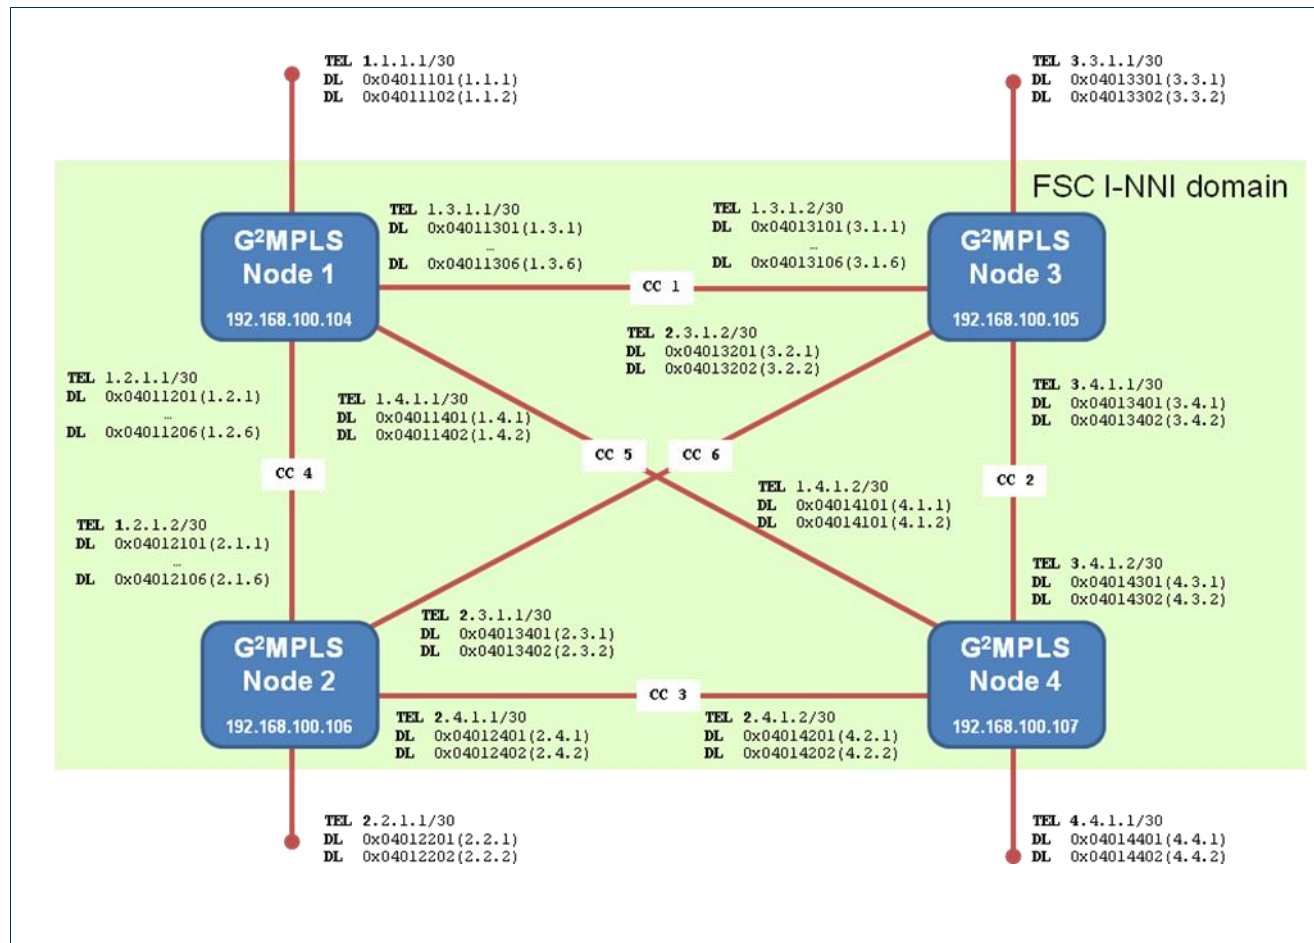 TEL 1.1.1.1/30
DL 0x04011101(1.1.1)
DL 0x04011102(1.1.2)
TEL 3.3.1.1/30
DL 0x04013301(3.3.1)
DL 0x04013302(3.3.2)
FSC I-NNI domain
G²MPLS
Node 1
192.168.100.104
TEL 1.3.1.1/30
DL 0x04011301(1.3.1)
…
DL 0x04011306(1.3.6)
TEL 1.3.1.2/30
DL 0x04013101(3.1.1)
…
DL 0x04013106(3.1.6)
G²MPLS
Node 3
192.168.100.105
CC 1
TEL 2.3.1.2/30
DL 0x04013201(3.2.1)
DL 0x04013202(3.2.2)
TEL 1.2.1.1/30
DL 0x04011201(1.2.1)
…
DL 0x04011206(1.2.6)
TEL 1.4.1.1/30
DL 0x04011401(1.4.1)
DL 0x04011402(1.4.2)
TEL 3.4.1.1/30
DL 0x04013401(3.4.1)
DL 0x04013402(3.4.2)
CC 4
CC 5
CC 6
CC 2
TEL 1.4.1.2/30
DL 0x04014101(4.1.1)
DL 0x04014101(4.1.2)
TEL 1.2.1.2/30
DL 0x04012101(2.1.1)
…
DL 0x04012106(2.1.6)
TEL 3.4.1.2/30
DL 0x04014301(4.3.1)
DL 0x04014302(4.3.2)
TEL 2.3.1.1/30
DL 0x04013401(2.3.1)
DL 0x04013402(2.3.2)
G²MPLS
Node 2
192.168.100.106
CC 3
G²MPLS
Node 4
192.168.100.107
TEL 2.4.1.1/30
DL 0x04012401(2.4.1)
DL 0x04012402(2.4.2)
TEL 2.4.1.2/30
DL 0x04014201(4.2.1)
DL 0x04014202(4.2.2)
TEL 2.2.1.1/30
DL 0x04012201(2.2.1)
DL 0x04012202(2.2.2)
TEL 4.4.1.1/30
DL 0x04014401(4.4.1)
DL 0x04014402(4.4.2)